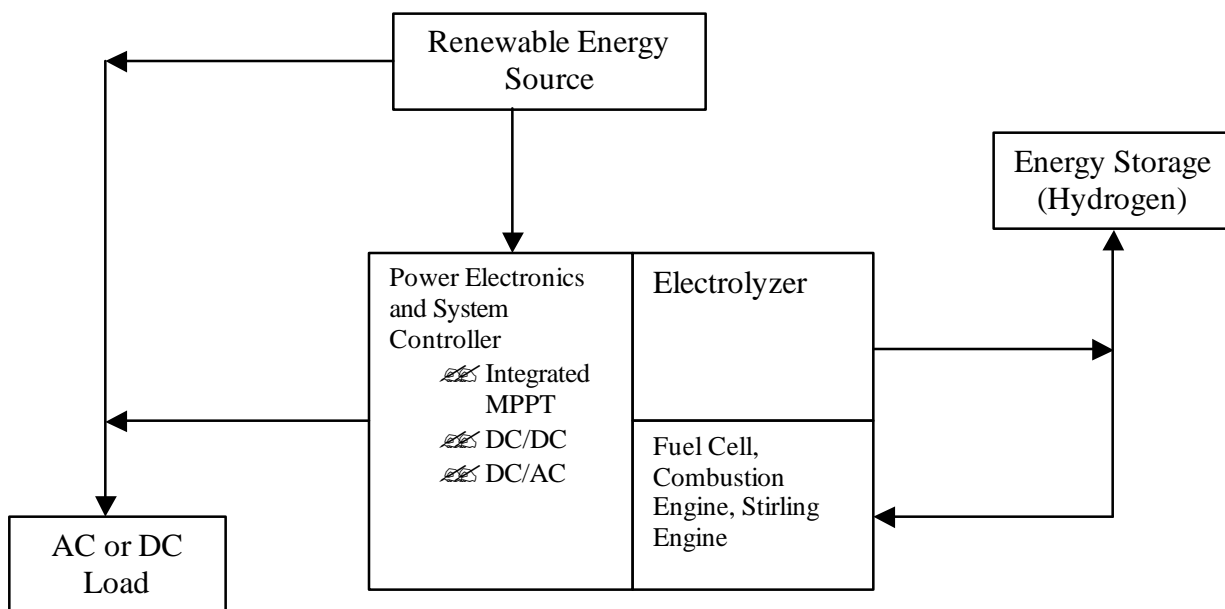 Renewable Energy
Source
Energy Storage
(Hydrogen)
Power Electronics
and System
Controller
Integrated
MPPT
DC/DC
DC/AC
Electrolyzer
Fuel Cell,
Combustion
Engine, Stirling
Engine
AC or DC
Load